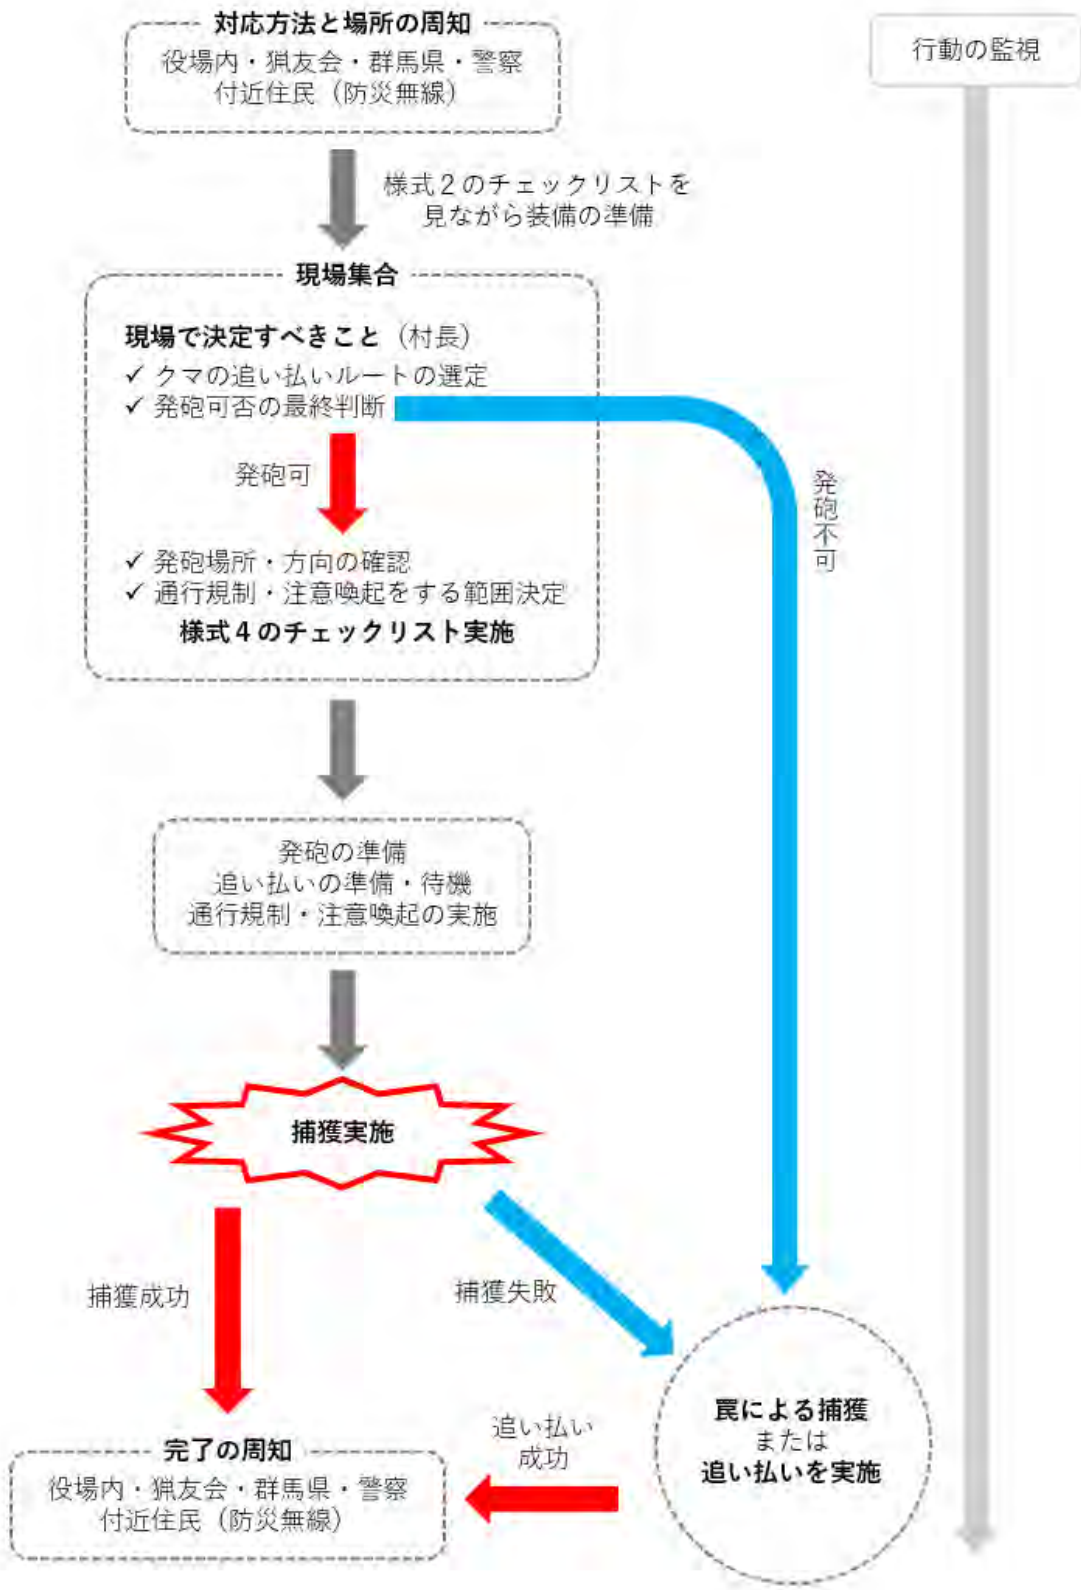 対応方法と場所の周知
役場内・猟友会・群馬県・警察
付近住民（防災無線）
行動の監視
様式２のチェックリストを
見ながら装備の準備
現場集合
現場で決定すべきこと（村長）
✓ クマの追い払いルートの選定
✓ 発砲可否の最終判断
発砲可
発砲不可
✓ 発砲場所・方向の確認
✓ 通行規制・注意喚起をする範囲決定
様式４のチェックリスト実施
発砲の準備
追い払いの準備・待機
通行規制・注意喚起の実施
捕獲実施
捕獲成功
捕獲失敗
罠による捕獲
または
追い払いを実施
追い払い
成功
完了の周知
役場内・猟友会・群馬県・警察
付近住民（防災無線）